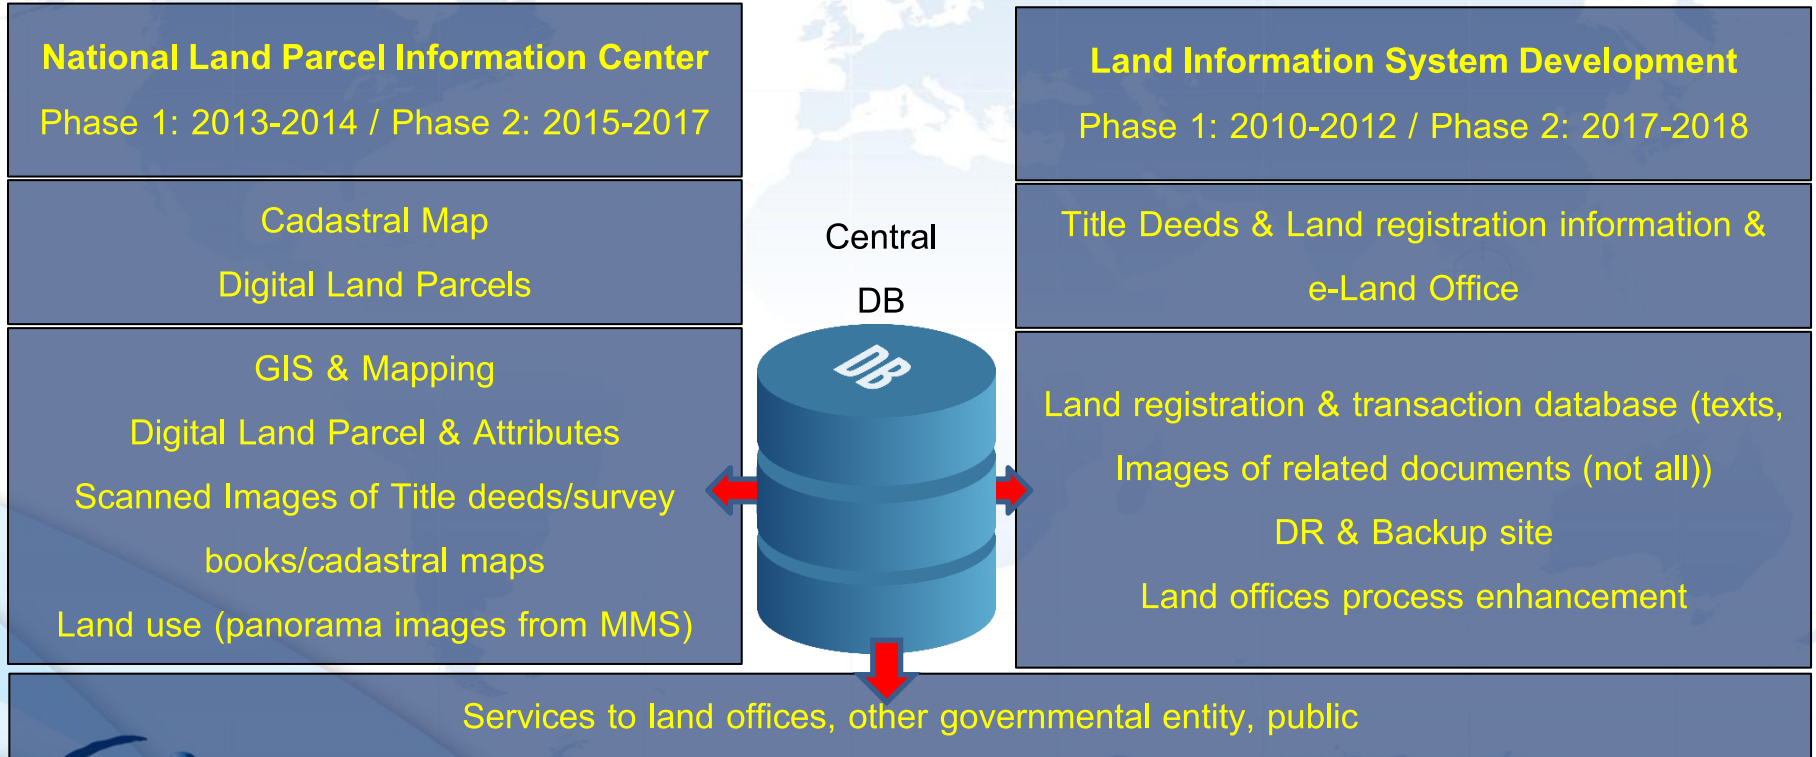 National Land Parcel Information Center
Phase 1: 2013-2014 / Phase 2: 2015-2017
Cadastral Map
Digital Land Parcels
GIS & Mapping
Digital Land Parcel & Attributes
Scanned Images of Title deeds/survey
books/cadastral maps
Land use (panorama images from MMS)
Central
DB
DB
Land Information System Development
Phase 1: 2010-2012 / Phase 2: 2017-2018
Title Deeds & Land registration information &
e-Land Office
Land registration & transaction database (texts,
Images of related documents (not all))
DR & Backup site
Land offices process enhancement
Services to land offices, other governmental entity, public